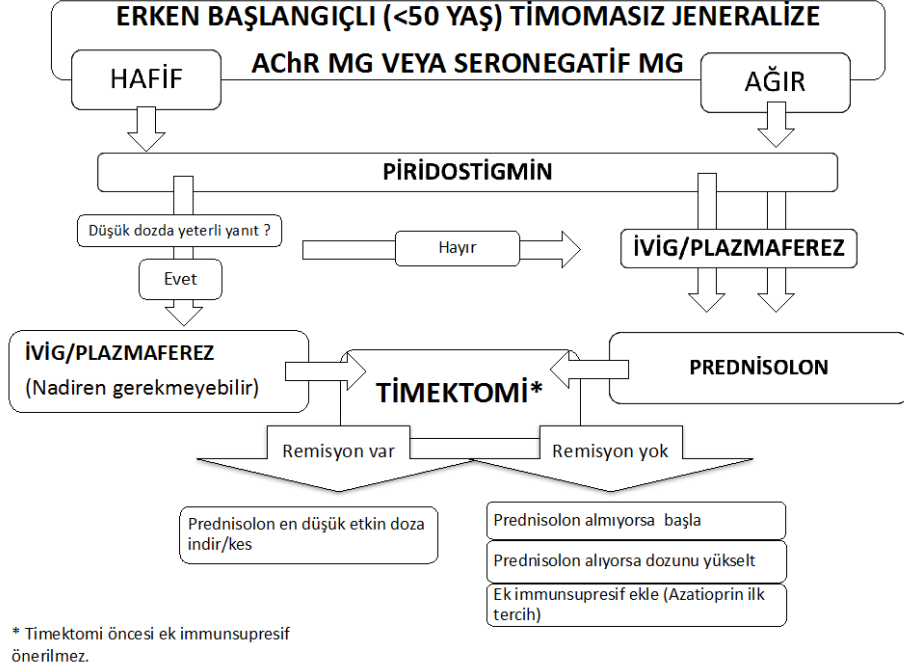 ERKEN BAŞLANGIÇLI (<50 YAŞ) TİMOMASIZ JENERALİZE
AChR MG VEYA SERONEGATİF MG
HAFİF
AĞIR
PİRİDOSTİGMİN
Düşük dozda yeterli yanıt ?
Hayır
İVİG/PLAZMAFEREZ
Evet
İVİG/PLAZMAFEREZ
(Nadiren gerekmeyebilir)
TİMEKTOMİ*
PREDNISOLON
Remisyon var
Remisyon yok
Prednisolon en düşük etkin doza
indir/kes
Prednisolon almıyorsa başla
Prednisolon alıyorsa dozunu yükselt
Ek immunsupresif ekle (Azatioprin ilk
tercih)
* Timektomi öncesi ek immunsupresif
önerilmez.